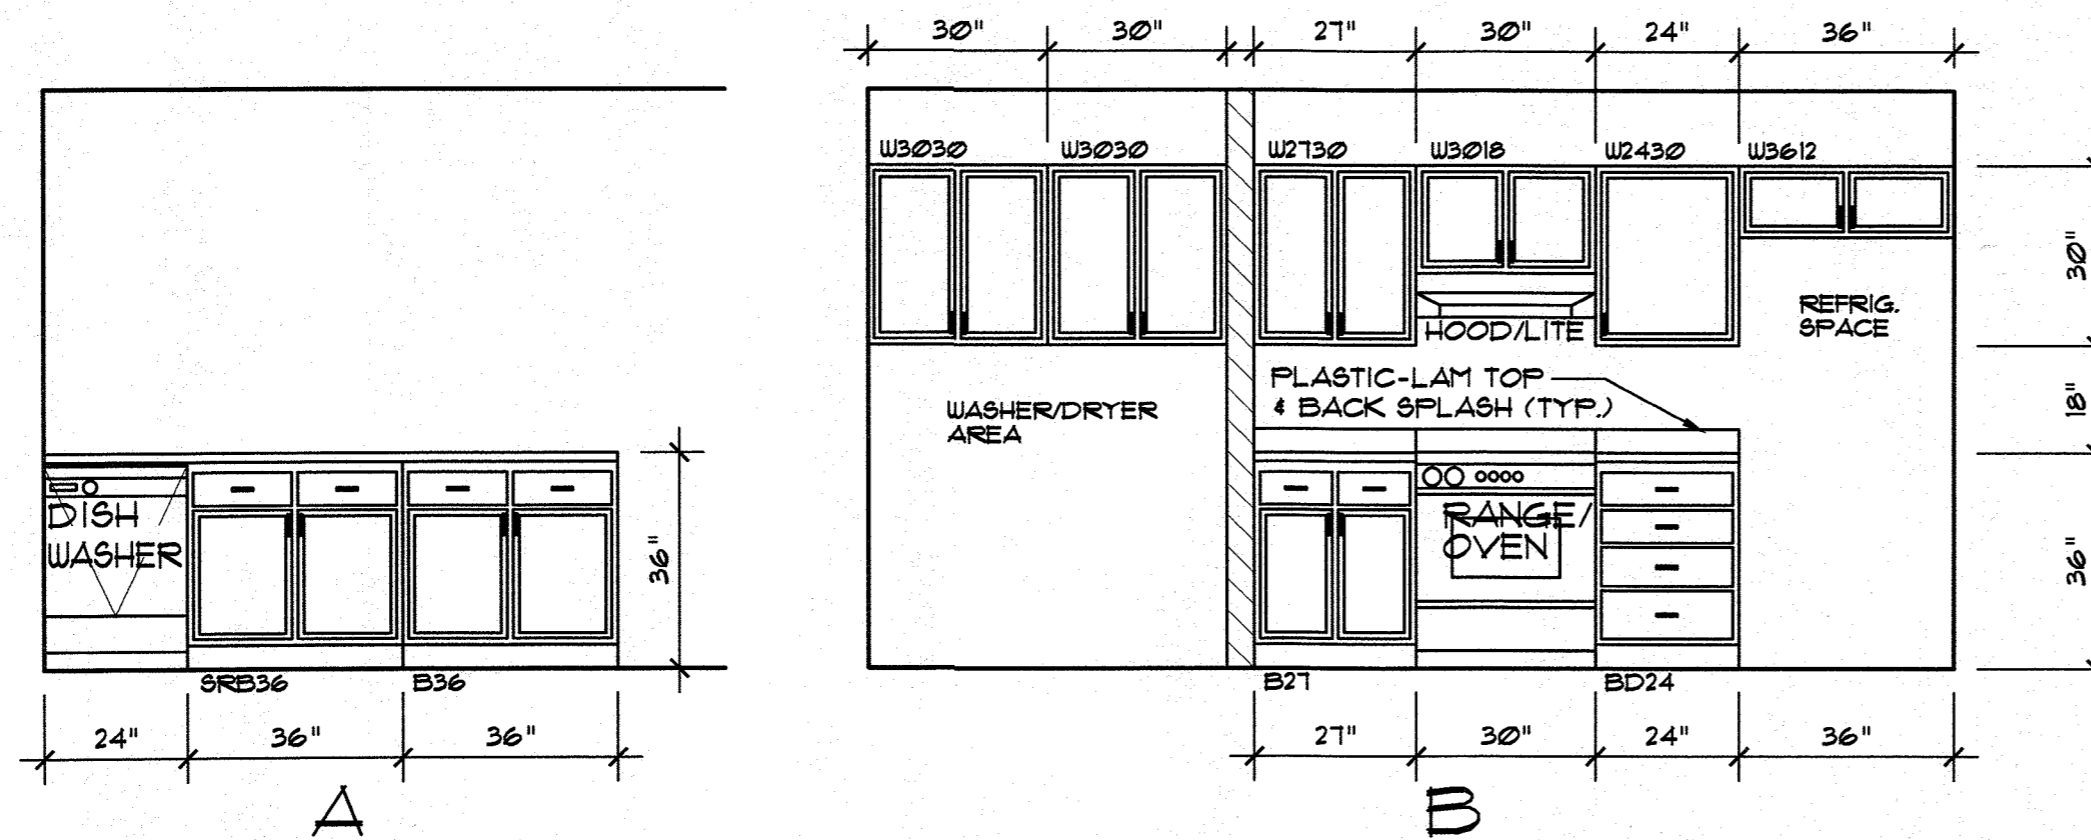 30" 30" 27" 30" 24" 36"
W3030 W3030 W2730 W3018 W2430 W3612
30"
REFRIG.
SPACE
HOOD/LITE
PLASTIC-LAM TOP
& BACK SPLASH (TYP.)
18"
WASHER/DRYER
AREA
DISH
WASHER
36"
RANGE/
OVEN
36"
SRB36 B36 B27 BD24
24" 36" 36" 27" 30" 24" 36"
A B